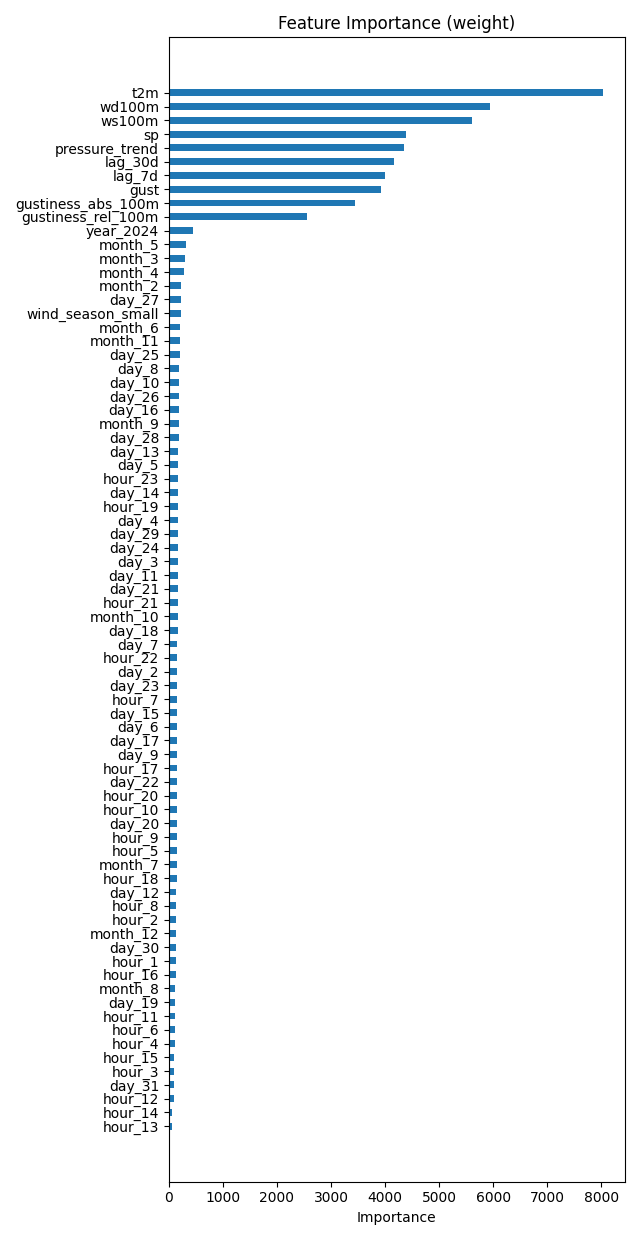 Feature Importance (weight)
t2m
wd100m
ws100m
sp
pressure_trend
lag_30d
lag_7d
gust
gustiness_abs_100m
gustiness_rel_100m
year_2024
month_5
month_3
month_4
month_2
day_27
wind_season_small
month_6
month_11
day_25
day_8
day_10
day_26
day_16
month_9
day_28
day_13
day_5
hour_23
day_14
hour_19
day_4
day_29
day_24
day_3
day_11
day_21
hour_21
month_10
day_18
day_7
hour_22
day_2
day_23
hour_7
day_15
day_6
day_17
day_9
hour_17
day_22
hour_20
hour_10
day_20
hour_9
hour_5
month_7
hour_18
day_12
hour_8
hour_2
month_12
day_30
hour_1
hour_16
month_8
day_19
hour_11
hour_6
hour_4
hour_15
hour_3
day_31
hour_12
hour_14
hour_13
0 1000 2000 3000 4000 5000 6000 7000 8000
Importance